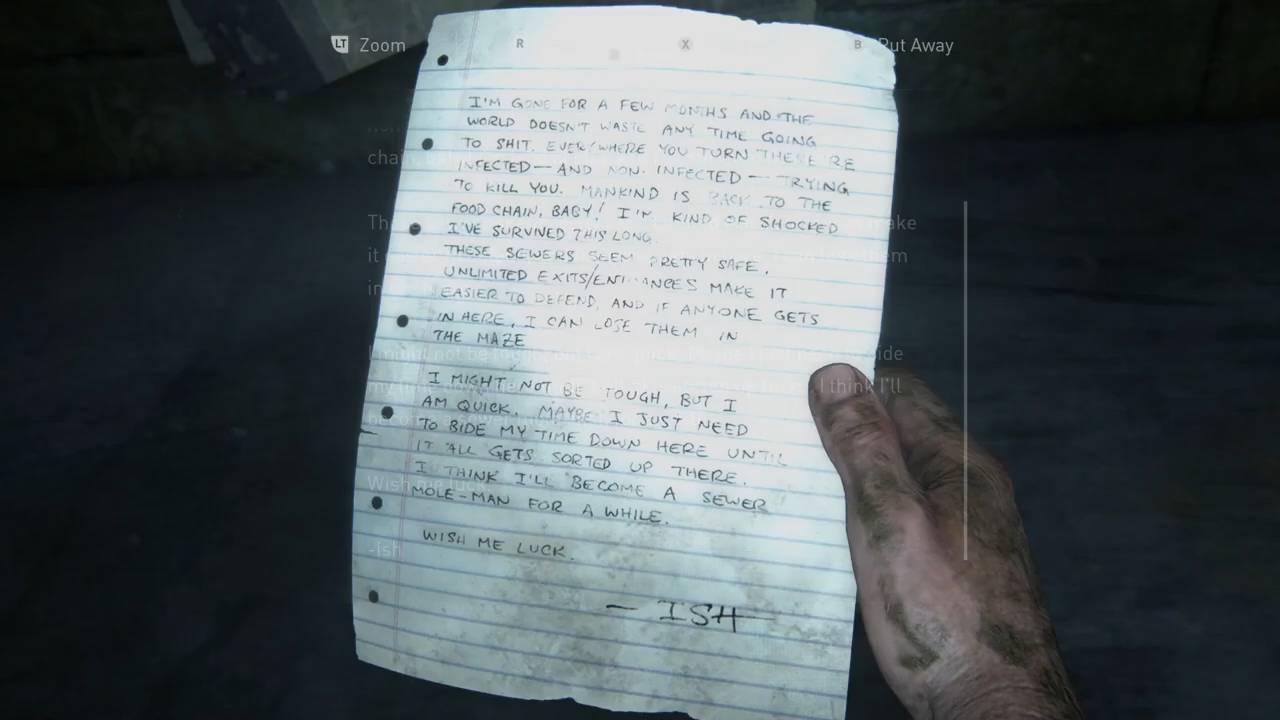 LT Zoom
R
X
B Put Away
I'M GONE FOR A FEW MONTHS AND THE
WORLD DOESN'T WASTE ANY TIME GOING
TO SHIT. EVERYWHERE YOU TURN THERE'RE
INFECTED — AND NON-INFECTED — TRYING
TO KILL YOU. MANKIND IS BACK TO THE
FOOD CHAIN, BABY! I'M KIND OF SHOCKED
I'VE SURVIVED THIS LONG.
THESE SEWERS SEEM PRETTY SAFE.
UNLIMITED EXITS/ENTRANCES MAKE IT
EASIER TO DEFEND, AND IF ANYONE GETS
IN HERE, I CAN LOSE THEM IN
THE MAZE
I MIGHT NOT BE TOUGH, BUT I
AM QUICK. MAYBE I JUST NEED
TO BIDE MY TIME DOWN HERE UNTIL
IT ALL GETS SORTED UP THERE.
I THINK I'LL BECOME A SEWER
MOLE-MAN FOR A WHILE.
WISH ME LUCK.
— ISH
-Ish